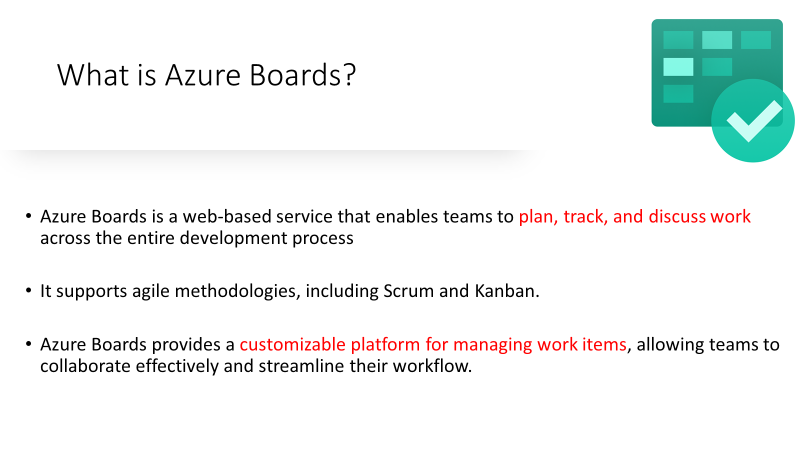 What is Azure Boards?
• Azure Boards is a web-based service that enables teams to plan, track, and discuss work
across the entire development process
• It supports agile methodologies, including Scrum and Kanban.
• Azure Boards provides a customizable platform for managing work items, allowing teams to
collaborate effectively and streamline their workflow.